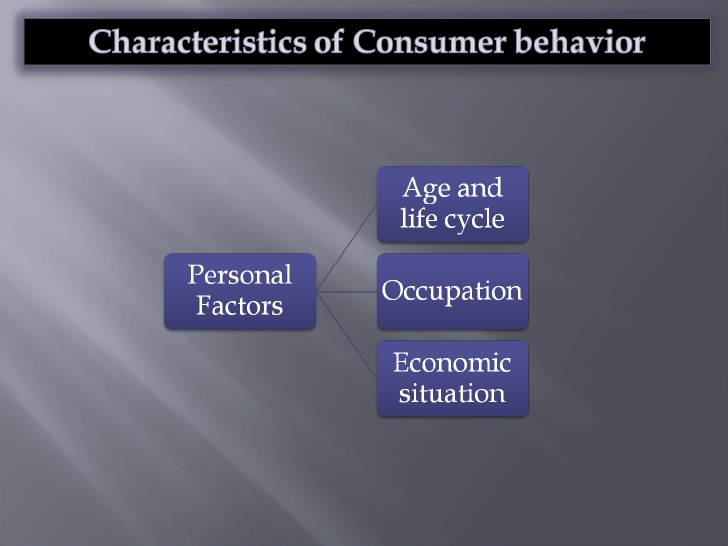 Characteristics of Consumer behavior
Age and
life cycle
Personal
Factors
Occupation
Economic
situation